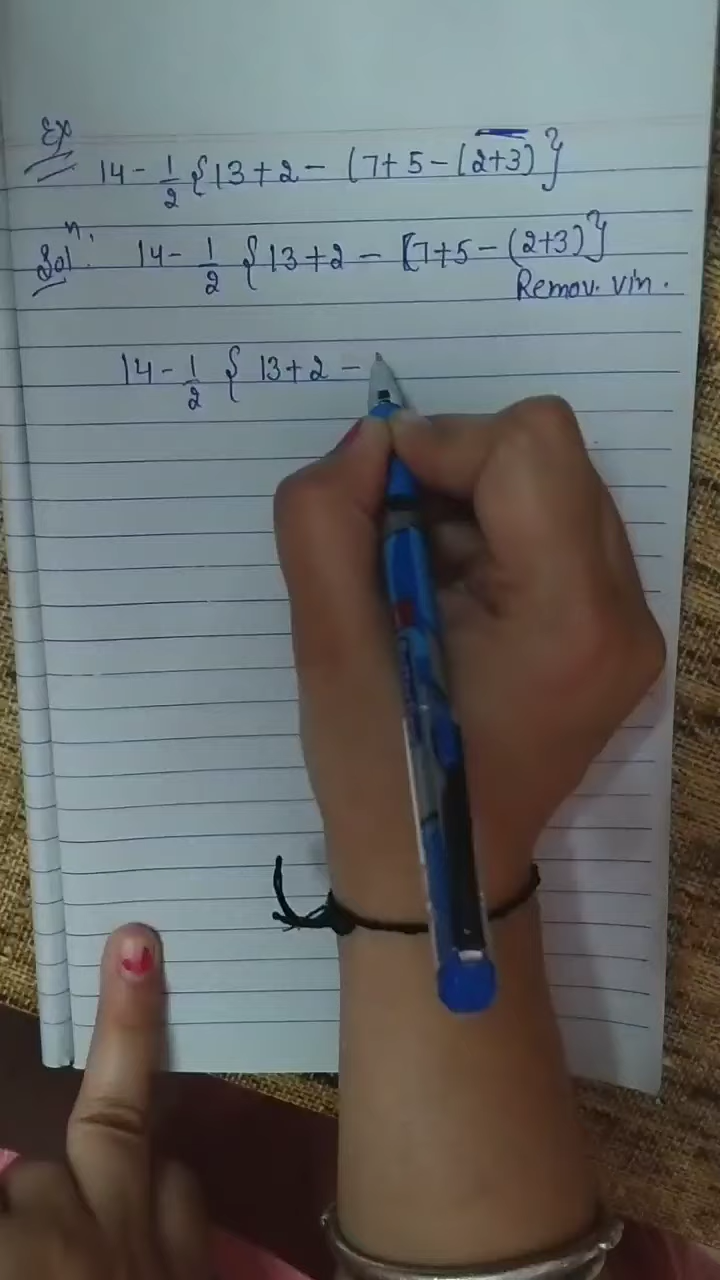 Ex
14 - 1/2 {13 + 2 - (7 + 5 - (2+3)}
Solⁿ: 14 - 1/2 {13 + 2 - [7 + 5 - (2+3)}
Remov. vin.
14 - 1/2 { 13 + 2 -